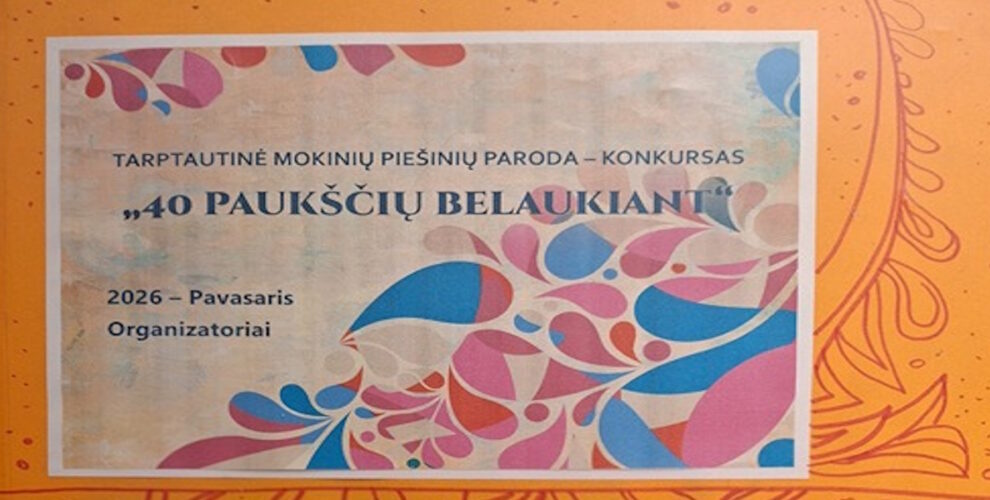 TARPTAUTINĖ MOKINIŲ PIEŠINIŲ PARODA – KONKURSAS
„40 PAUKŠČIŲ BELAUKIANT“
2026 – Pavasaris
Organizatoriai